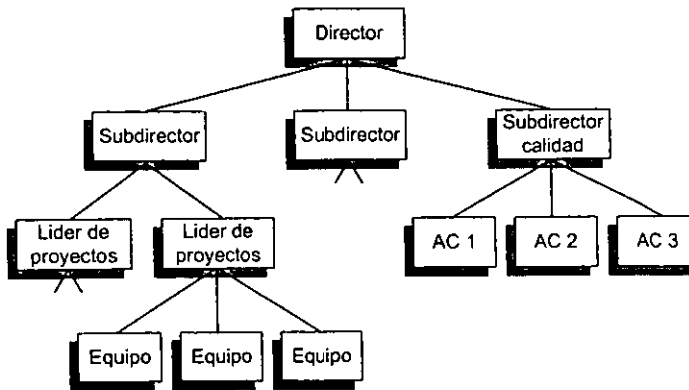 Director
Subdirector
Subdirector
Subdirector
calidad
Lider de
proyectos
Lider de
proyectos
AC 1
AC 2
AC 3
Equipo
Equipo
Equipo